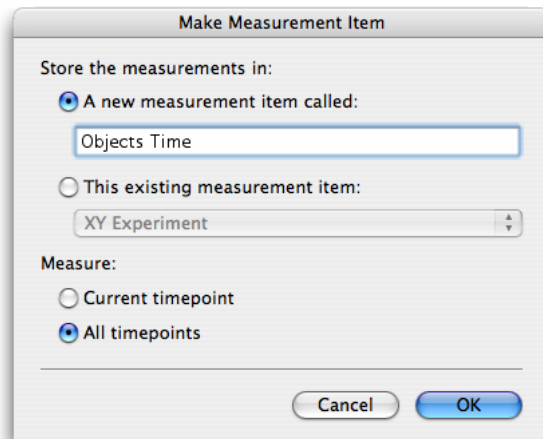 Make Measurement Item
Store the measurements in:
A new measurement item called:
Objects Time
This existing measurement item:
XY Experiment
Measure:
Current timepoint
All timepoints
Cancel OK